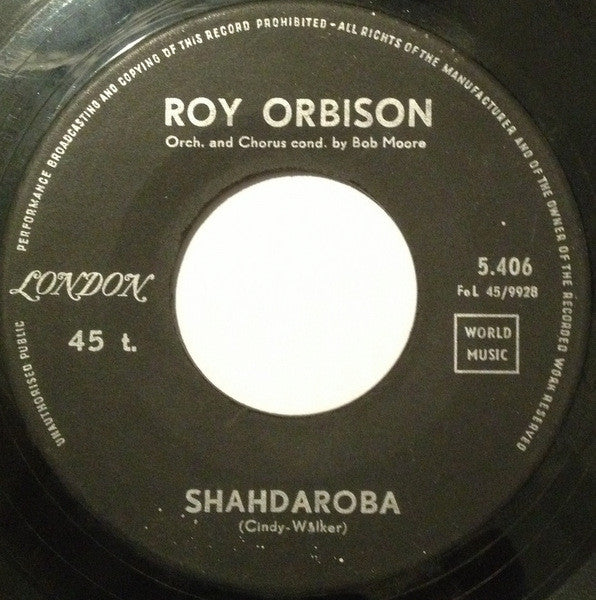 UNAUTHORISED PUBLIC PERFORMANCE BROADCASTING AND COPYING OF THIS RECORD PROHIBITED - ALL RIGHTS OF THE MANUFACTURER AND OF THE OWNER OF THE RECORDED WORK RESERVED
ROY ORBISON
Orch. and Chorus cond. by Bob Moore
LONDON
45 t.
5.406
FoL 45/9928
WORLD
MUSIC
SHAHDAROBA
(Cindy-Walker)